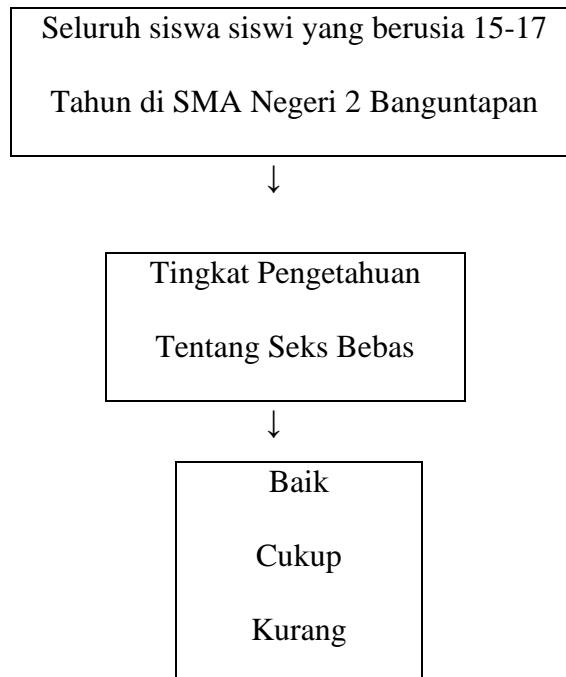 Seluruh siswa siswi yang berusia 15-17
Tahun di SMA Negeri 2 Banguntapan
↓
Tingkat Pengetahuan
Tentang Seks Bebas
↓
Baik
Cukup
Kurang